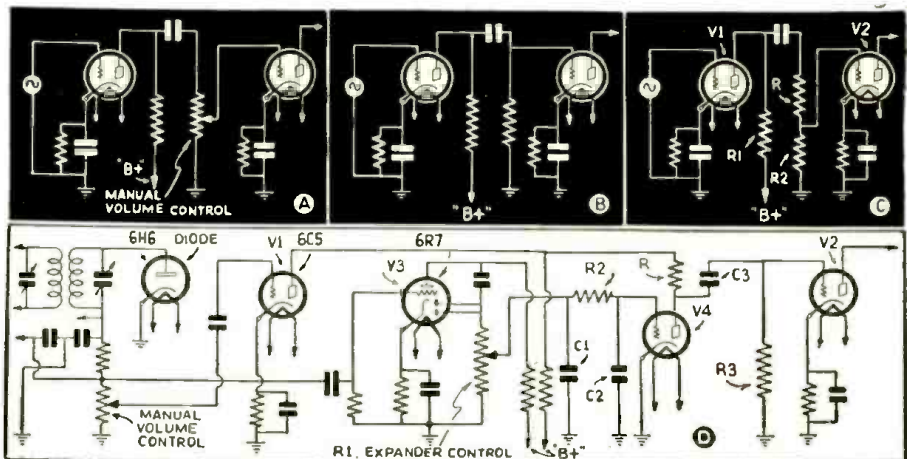 "B+"
MANUAL
VOLUME CONTROL
A
"B+"
B
V1
V2
R
R1
R2
"B+"
C
6H6 DIODE
V1 6C5
6R7
V3
R2
R
C3
V2
V4
C1
C2
R3
MANUAL
VOLUME
CONTROL
R1, EXPANDER CONTROL
"B+"
D